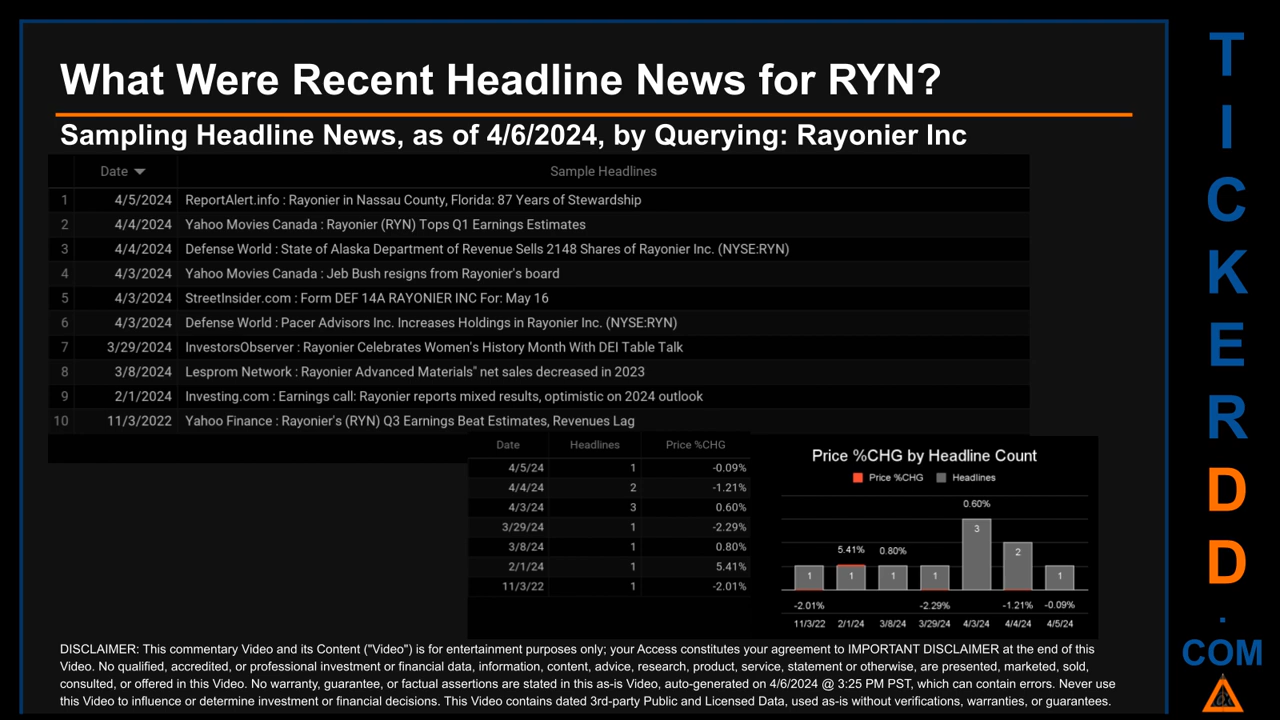 What Were Recent Headline News for RYN?
Sampling Headline News, as of 4/6/2024, by Querying: Rayonier Inc
Date Sample Headlines
1 4/5/2024 ReportAlert.info : Rayonier in Nassau County, Florida: 87 Years of Stewardship
2 4/4/2024 Yahoo Movies Canada : Rayonier (RYN) Tops Q1 Earnings Estimates
3 4/4/2024 Defense World : State of Alaska Department of Revenue Sells 2148 Shares of Rayonier Inc. (NYSE:RYN)
4 4/3/2024 Yahoo Movies Canada : Jeb Bush resigns from Rayonier's board
5 4/3/2024 StreetInsider.com : Form DEF 14A RAYONIER INC For: May 16
6 4/3/2024 Defense World : Pacer Advisors Inc. Increases Holdings in Rayonier Inc. (NYSE:RYN)
7 3/29/2024 InvestorsObserver : Rayonier Celebrates Women's History Month With DEI Table Talk
8 3/8/2024 Lesprom Network : Rayonier Advanced Materials" net sales decreased in 2023
9 2/1/2024 Investing.com : Earnings call: Rayonier reports mixed results, optimistic on 2024 outlook
10 11/3/2022 Yahoo Finance : Rayonier's (RYN) Q3 Earnings Beat Estimates, Revenues Lag
Date Headlines Price %CHG
4/5/24 1 -0.09%
4/4/24 2 -1.21%
4/3/24 3 0.60%
3/29/24 1 -2.29%
3/8/24 1 0.80%
2/1/24 1 5.41%
11/3/22 1 -2.01%
Price %CHG by Headline Count
Price %CHG Headlines
0.60%
3
5.41% 0.80% 2
1 1 1 1 1
-2.01% -2.29% -1.21% -0.09%
11/3/22 2/1/24 3/8/24 3/29/24 4/3/24 4/4/24 4/5/24
DISCLAIMER: This commentary Video and its Content ("Video") is for entertainment purposes only; your Access constitutes your agreement to IMPORTANT DISCLAIMER at the end of this
Video. No qualified, accredited, or professional investment or financial data, information, content, advice, research, product, service, statement or otherwise, are presented, marketed, sold,
consulted, or offered in this Video. No warranty, guarantee, or factual assertions are stated in this as-is Video, auto-generated on 4/6/2024 @ 3:25 PM PST, which can contain errors. Never use
this Video to influence or determine investment or financial decisions. This Video contains dated 3rd-party Public and Licensed Data, used as-is without verifications, warranties, or guarantees.
T
I
C
K
E
R
D
D
.
COM